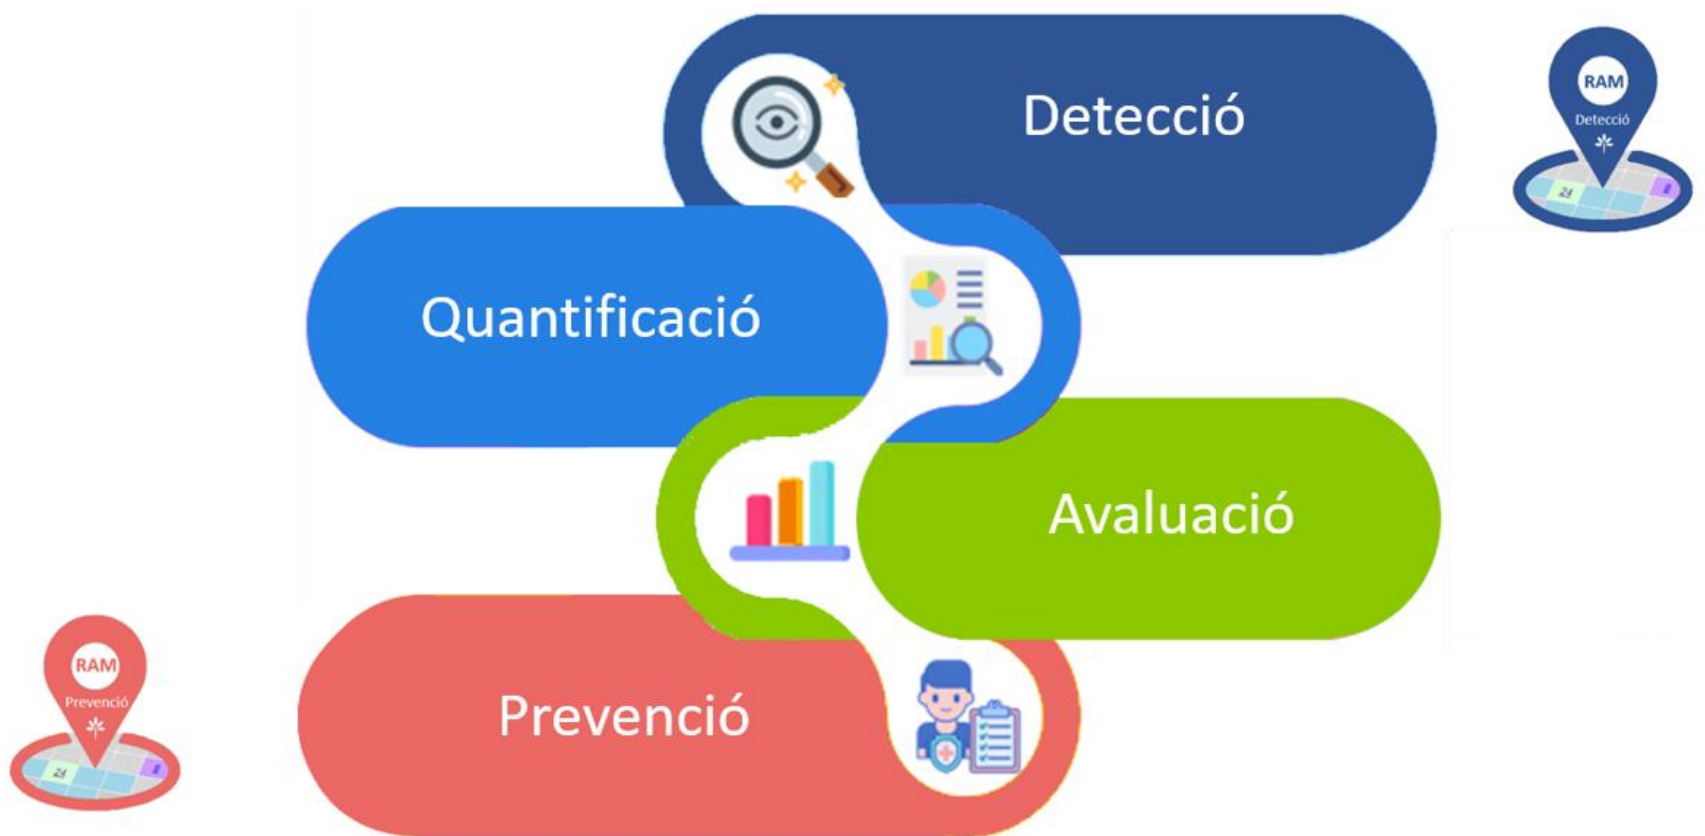 Detecció
RAM
Detecció
Quantificació
Avaluació
Prevenció
RAM
Prevenció